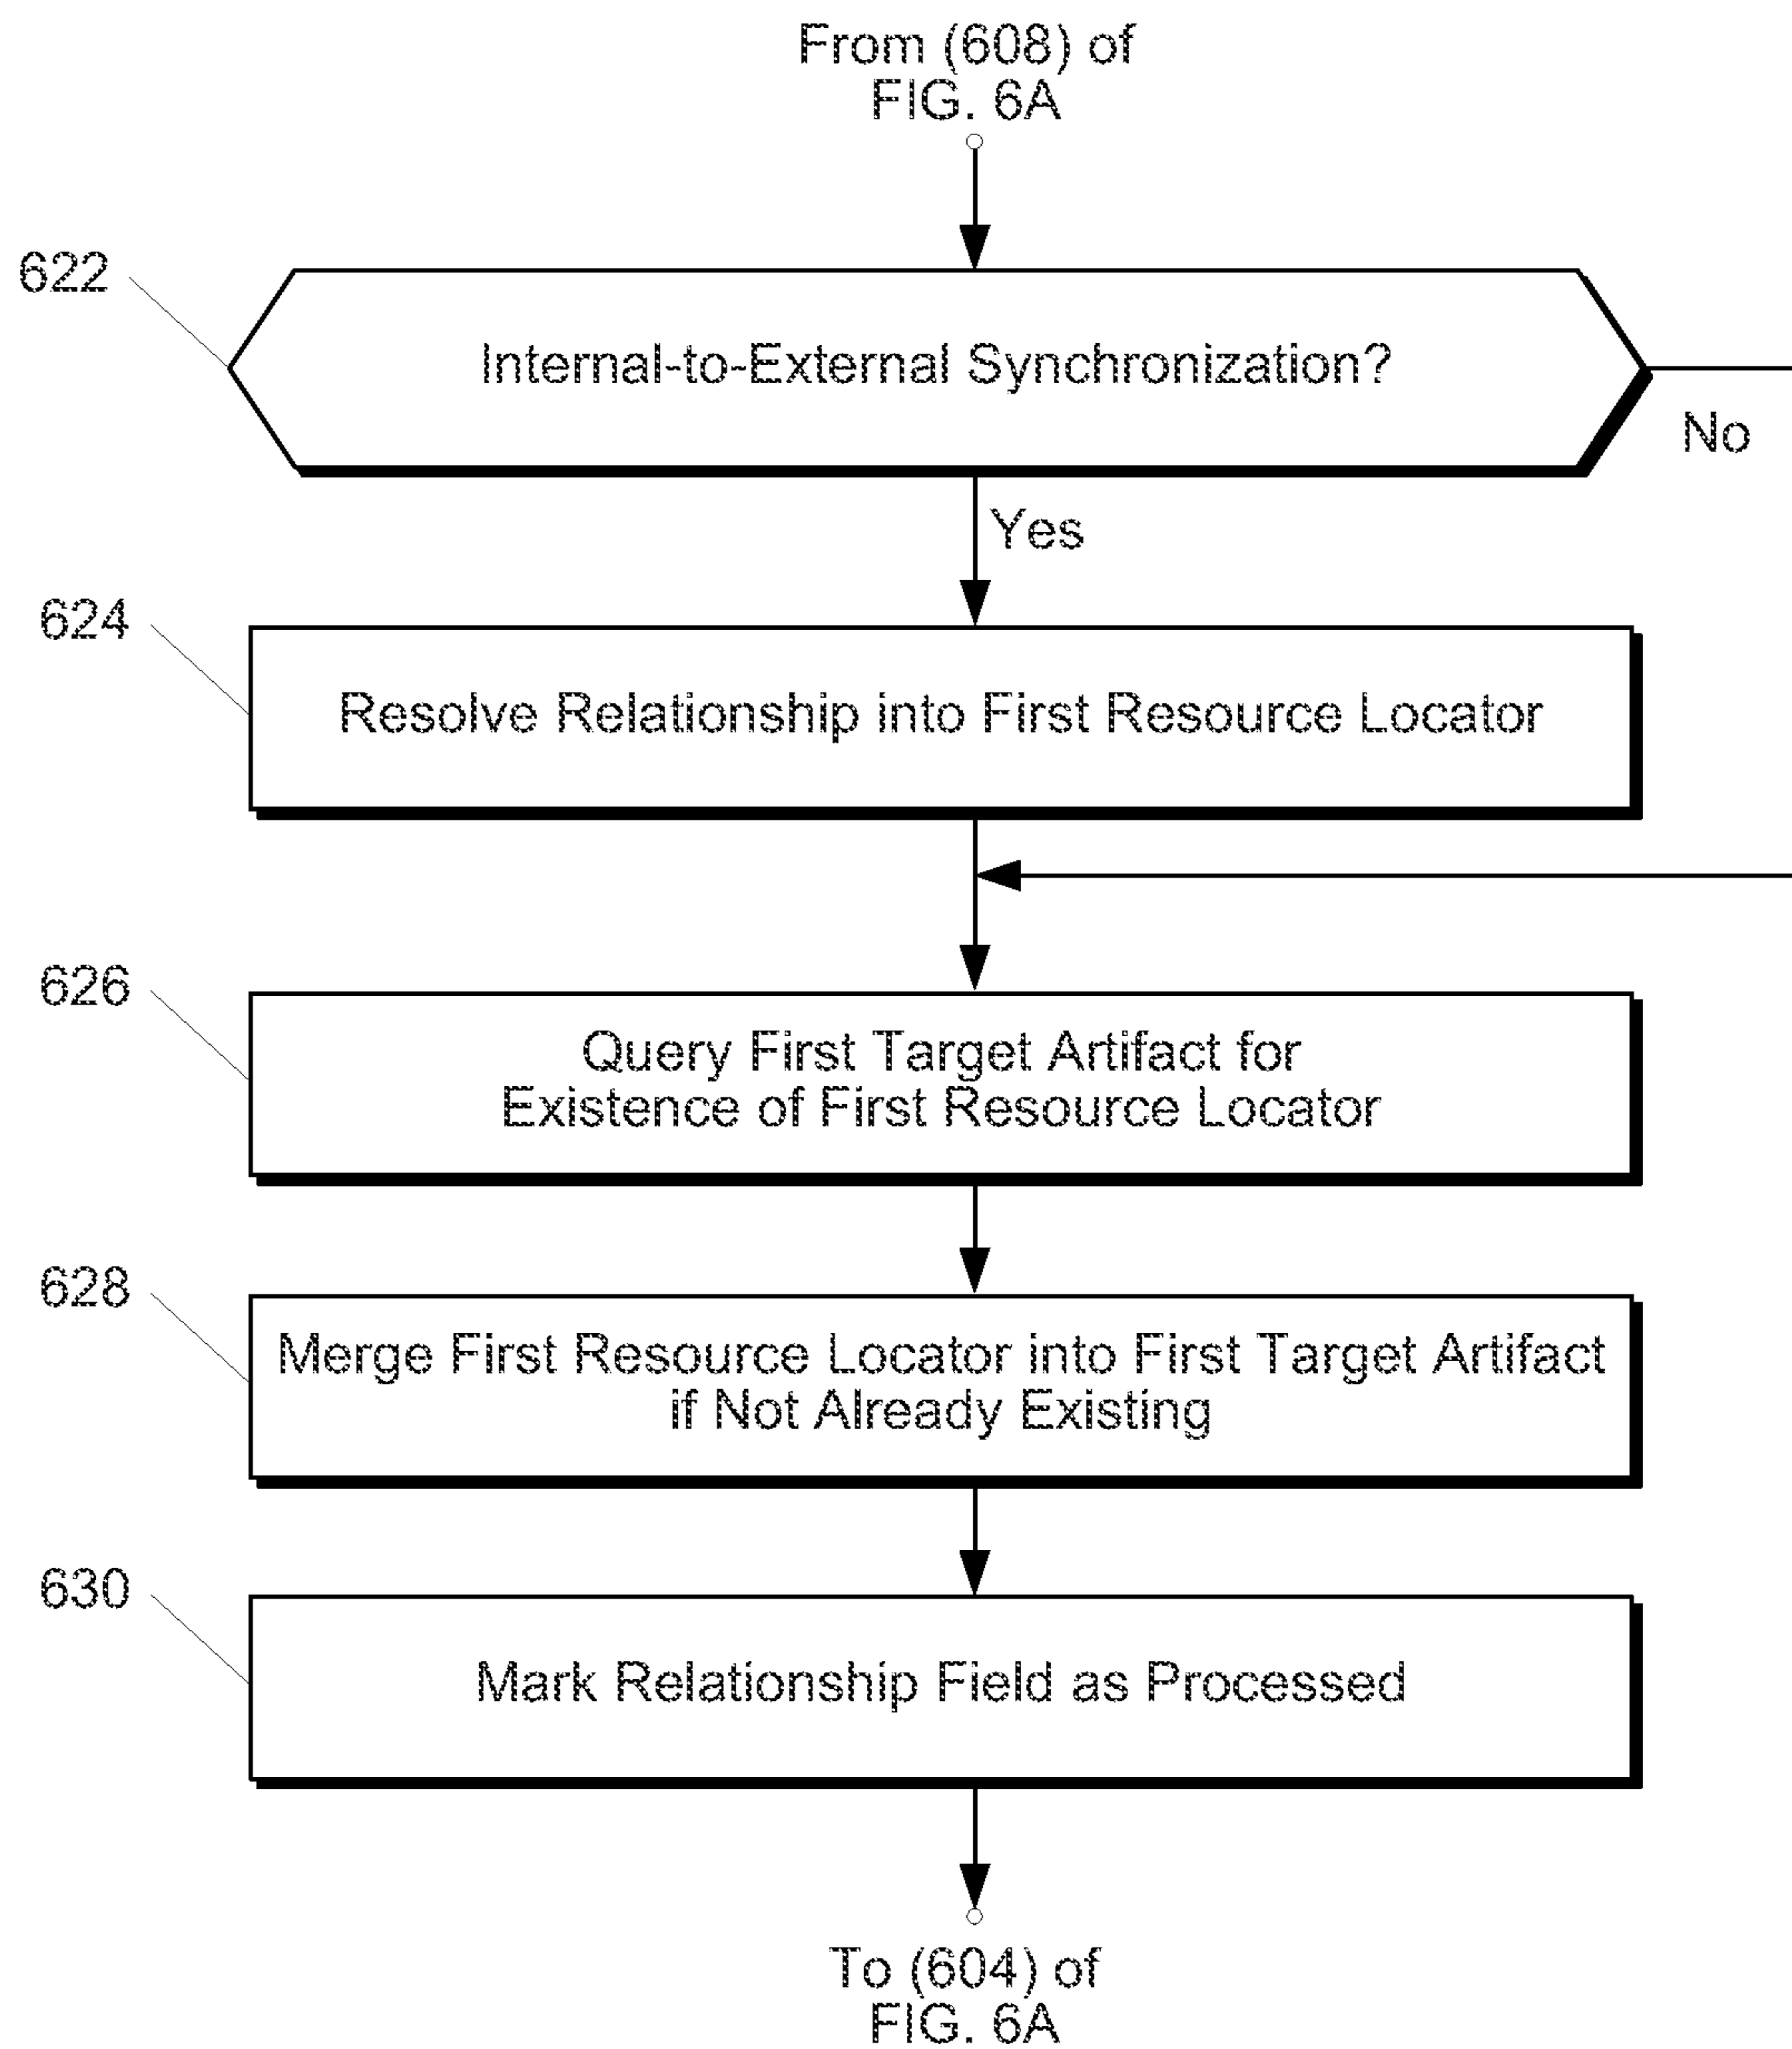 From (608) of
FIG. 6A
622
Internal-to-External Synchronization?
No
Yes
624
Resolve Relationship into First Resource Locator
626
Query First Target Artifact for
Existence of First Resource Locator
628
Merge First Resource Locator into First Target Artifact
if Not Already Existing
630
Mark Relationship Field as Processed
To (604) of
FIG. 6A